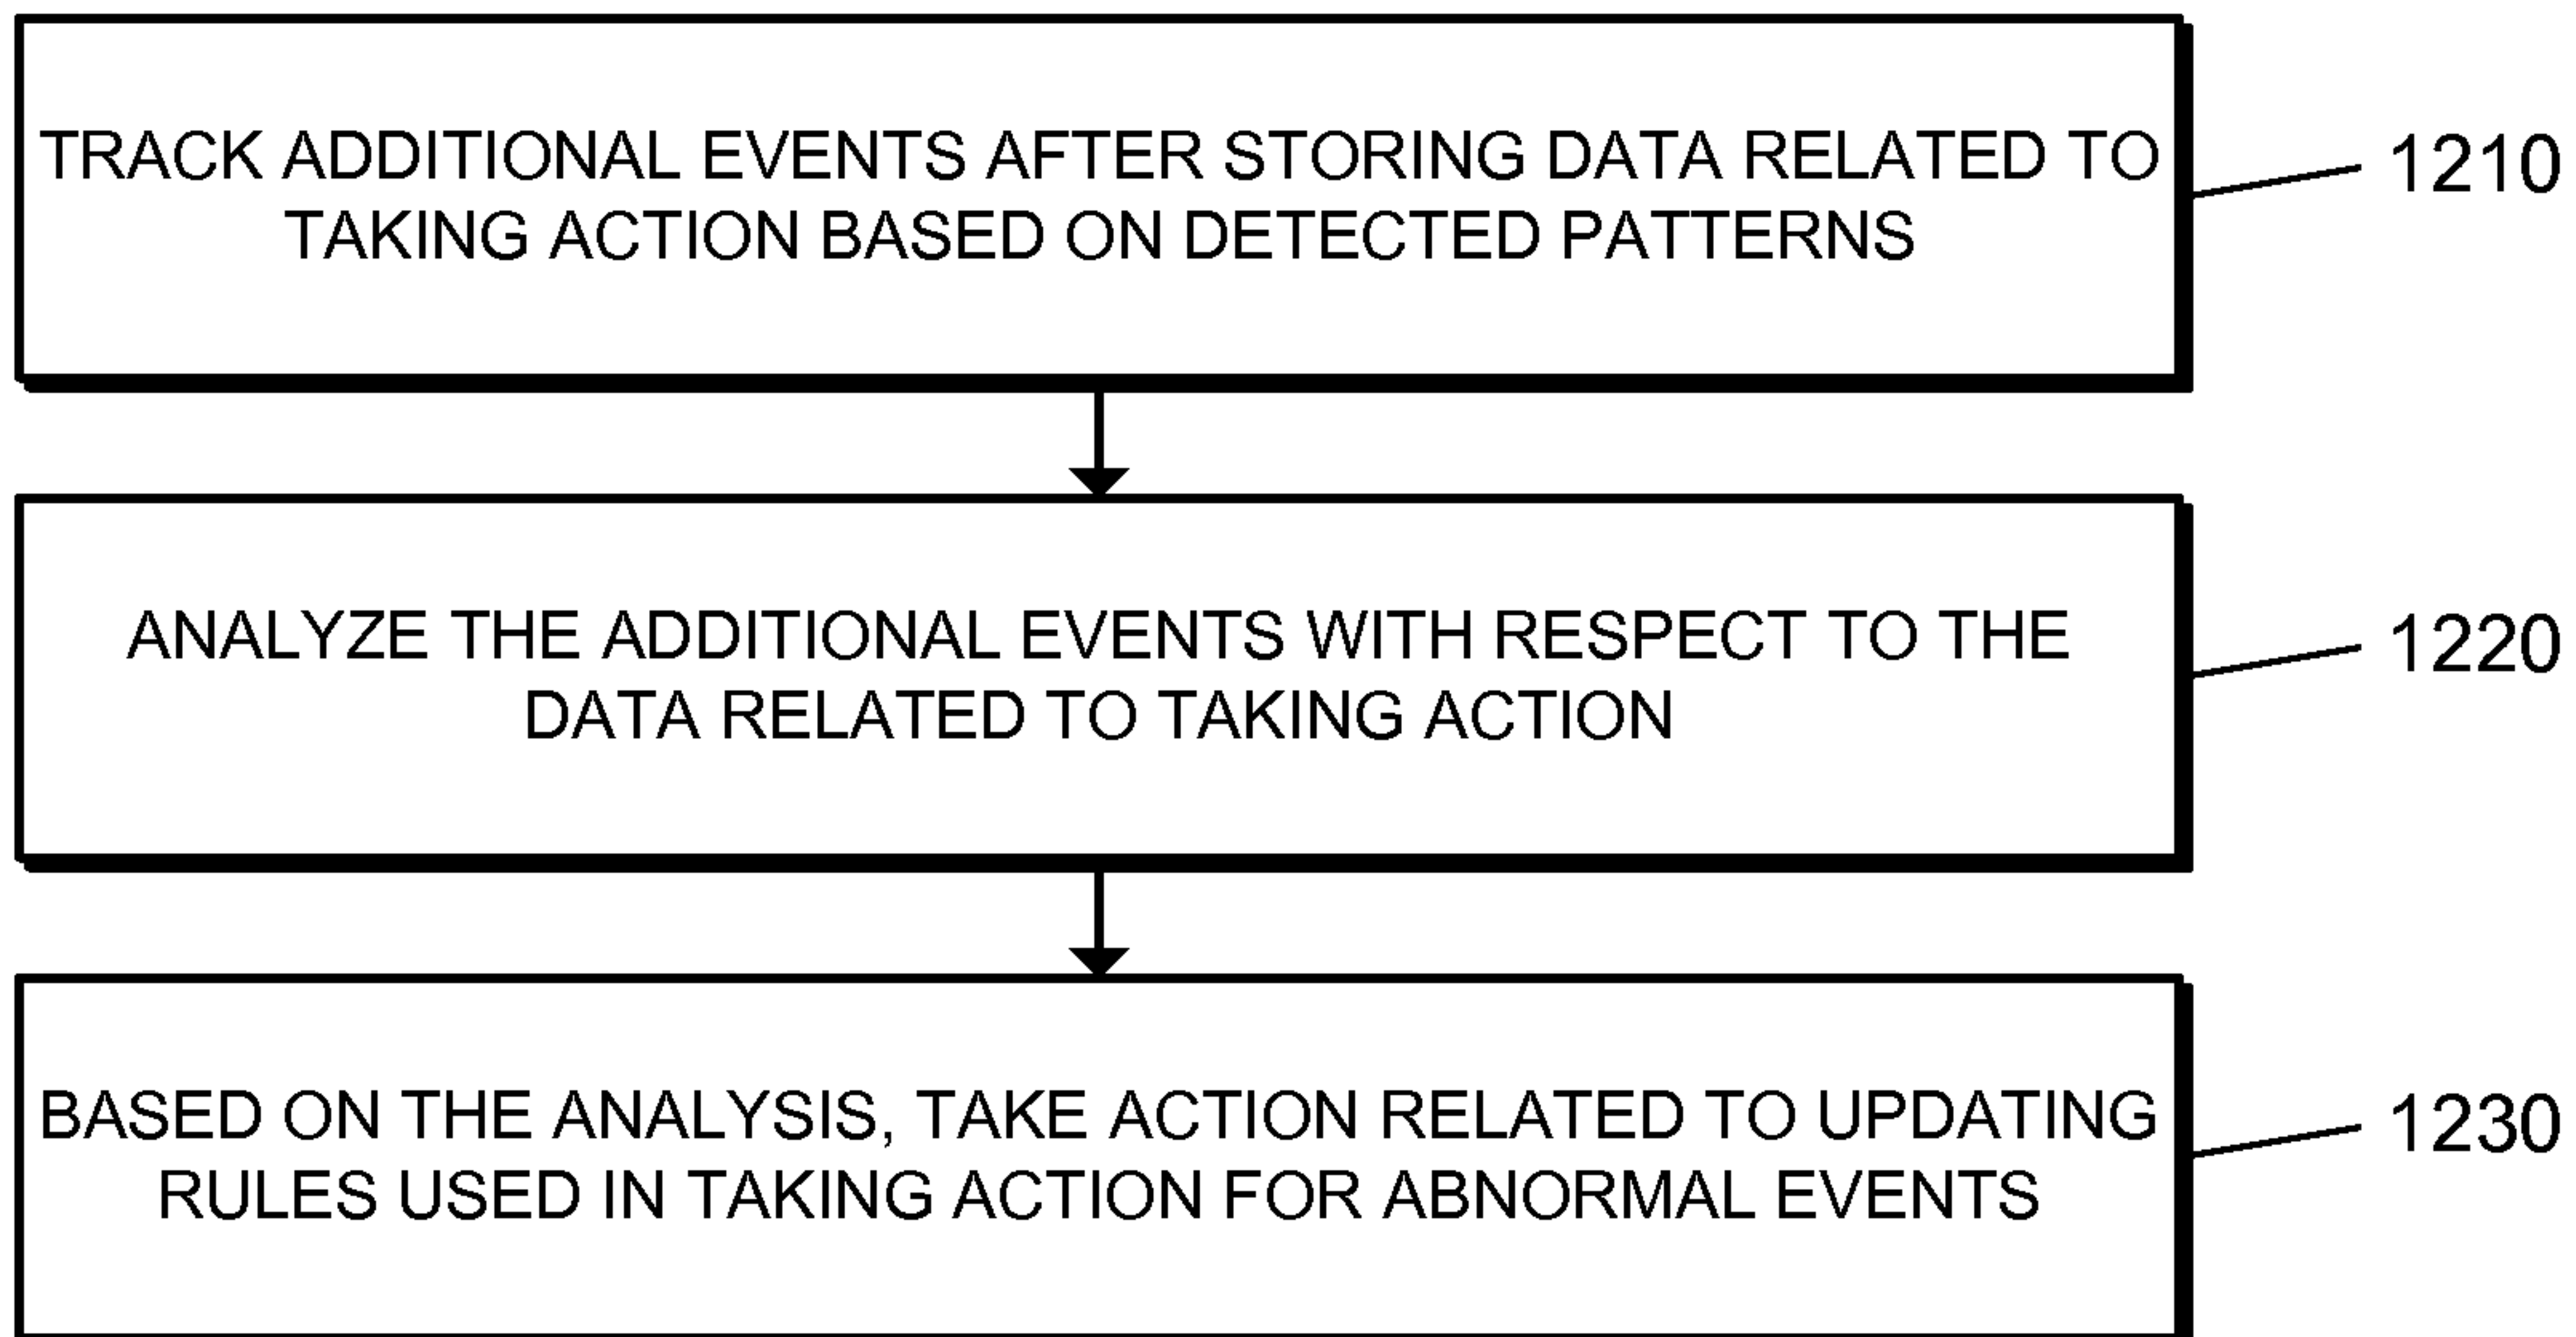 TRACK ADDITIONAL EVENTS AFTER STORING DATA RELATED TO
TAKING ACTION BASED ON DETECTED PATTERNS
1210
ANALYZE THE ADDITIONAL EVENTS WITH RESPECT TO THE
DATA RELATED TO TAKING ACTION
1220
BASED ON THE ANALYSIS, TAKE ACTION RELATED TO UPDATING
RULES USED IN TAKING ACTION FOR ABNORMAL EVENTS
1230